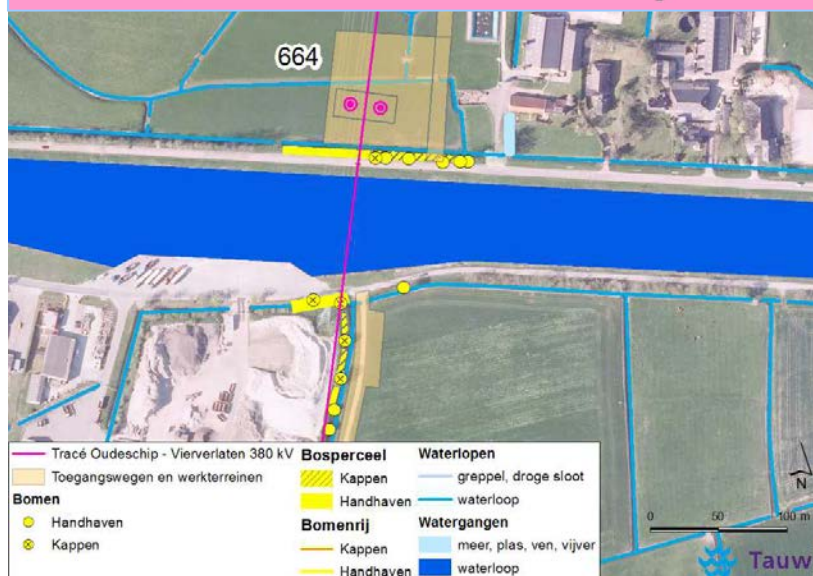 664
Tracé Oudeschip - Vierverlaten 380 kV
Toegangswegen en werkterreinen
Bomen
Handhaven
Kappen
Bosperceel
Kappen
Handhaven
Bomenrij
Kappen
Handhaven
Waterlopen
greppel, droge sloot
waterloop
Watergangen
meer, plas, ven, vijver
waterloop
N
0 50 100 m
Tauw